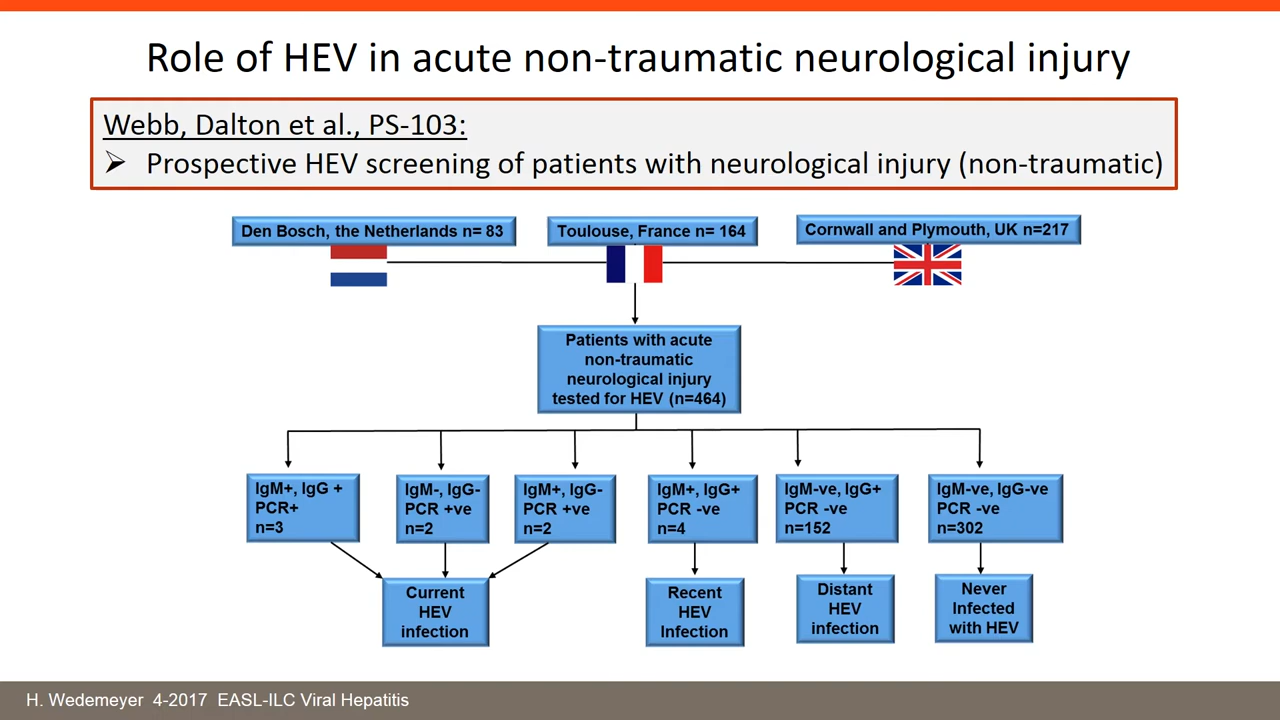 Role of HEV in acute non-traumatic neurological injury
Webb, Dalton et al., PS-103:
➢ Prospective HEV screening of patients with neurological injury (non-traumatic)
Den Bosch, the Netherlands n= 83
Toulouse, France n= 164
Cornwall and Plymouth, UK n=217
Patients with acute
non-traumatic
neurological injury
tested for HEV (n=464)
IgM+, IgG +
PCR+
n=3
IgM-, IgG-
PCR +ve
n=2
IgM+, IgG-
PCR +ve
n=2
IgM+, IgG+
PCR -ve
n=4
IgM-ve, IgG+
PCR -ve
n=152
IgM-ve, IgG-ve
PCR -ve
n=302
Current
HEV
infection
Recent
HEV
Infection
Distant
HEV
infection
Never
Infected
with HEV
H. Wedemeyer 4-2017 EASL-ILC Viral Hepatitis